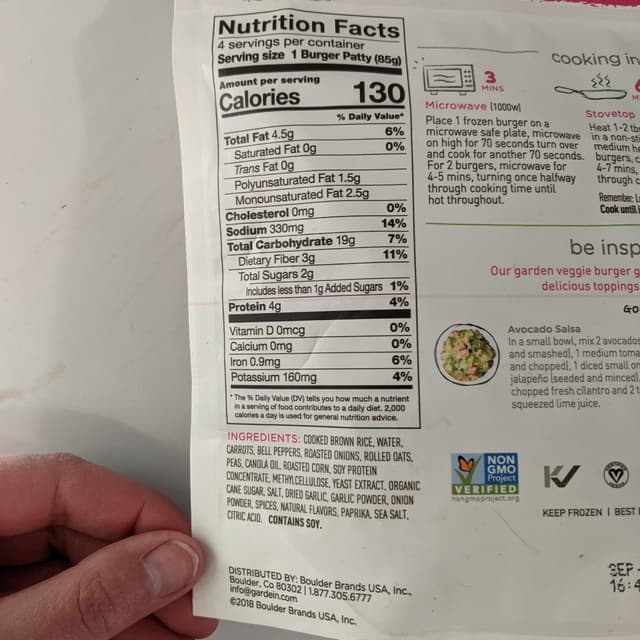 Nutrition Facts
4 servings per container
Serving size 1 Burger Patty (85g)
Amount per serving
Calories 130
% Daily Value*
Total Fat 4.5g 6%
Saturated Fat 0g 0%
Trans Fat 0g
Polyunsaturated Fat 1.5g
Monounsaturated Fat 2.5g
Cholesterol 0mg 0%
Sodium 330mg 14%
Total Carbohydrate 19g 7%
Dietary Fiber 3g 11%
Total Sugars 2g
Includes less than 1g Added Sugars 1%
Protein 4g 4%
Vitamin D 0mcg 0%
Calcium 0mg 0%
Iron 0.9mg 6%
Potassium 160mg 4%
* The % Daily Value (DV) tells you how much a nutrient
in a serving of food contributes to a daily diet. 2,000
calories a day is used for general nutrition advice.
INGREDIENTS: COOKED BROWN RICE, WATER,
CARROTS, BELL PEPPERS, ROASTED ONIONS, ROLLED OATS,
PEAS, CANOLA OIL, ROASTED CORN, SOY PROTEIN
CONCENTRATE, METHYLCELLULOSE, YEAST EXTRACT, ORGANIC
CANE SUGAR, SALT, DRIED GARLIC, GARLIC POWDER, ONION
POWDER, SPICES, NATURAL FLAVORS, PAPRIKA, SEA SALT,
CITRIC ACID. CONTAINS SOY.
DISTRIBUTED BY: Boulder Brands USA, Inc.,
Boulder, Co 80302 | 1.877.305.6777
info@gardein.com
©2018 Boulder Brands USA, Inc.
cooking in
3
MINS
Microwave (1000w)
Place 1 frozen burger on a
microwave safe plate, microwave
on high for 70 seconds turn over
and cook for another 70 seconds.
For 2 burgers, microwave for
4-5 mins, turning once halfway
through cooking time until
hot throughout.
Stovetop
Heat 1-2 tb
in a non-sti
medium he
burgers, c
4-7 mins,
through c
Remember: L
Cook until i
be insp
Our garden veggie burger g
delicious toppings
GO
Avocado Salsa
In a small bowl, mix 2 avocados
and smashed), 1 medium toma
and chopped), 1 diced small on
jalapeño (seeded and minced)
chopped fresh cilantro and 2 t
squeezed lime juice.
NON
GMO
Project
VERIFIED
nongmoproject.org
KEEP FROZEN | BEST
SEP
16:4